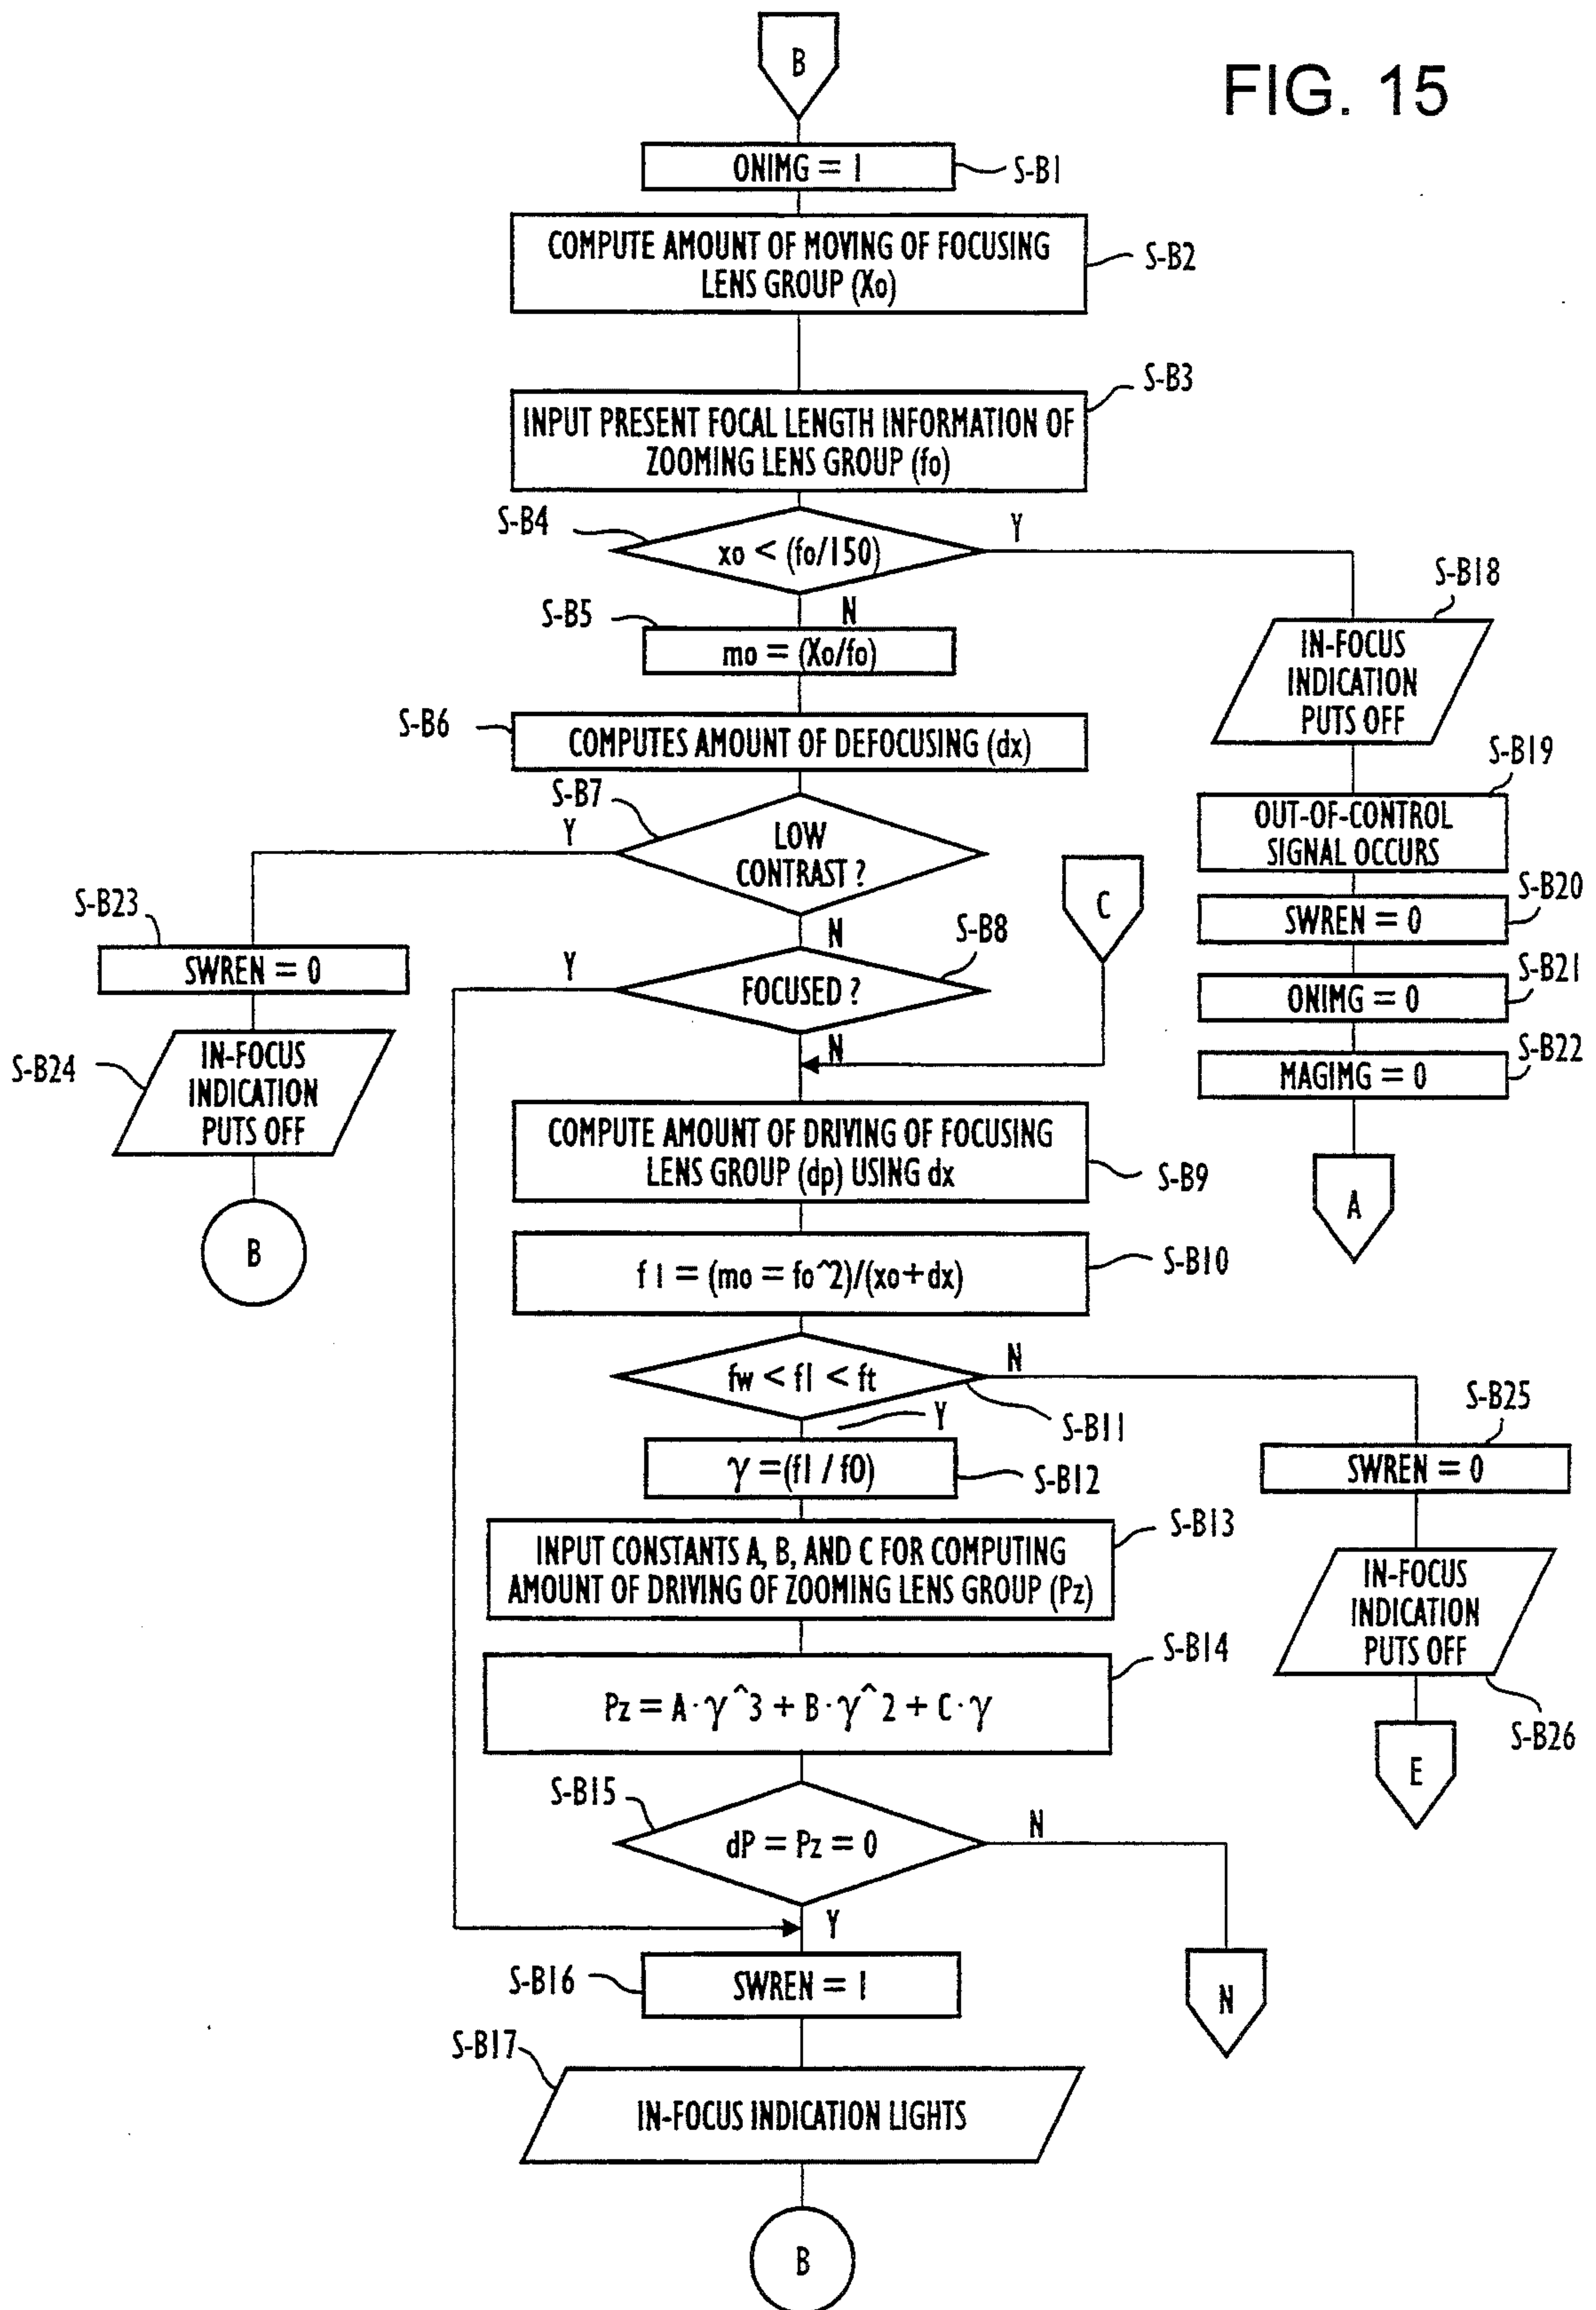 B
FIG. 15
ONIMG = 1
S-B1
COMPUTE AMOUNT OF MOVING OF FOCUSING
LENS GROUP (Xo)
S-B2
S-B3
INPUT PRESENT FOCAL LENGTH INFORMATION OF
ZOOMING LENS GROUP (fo)
S-B4
xo < (fo/150)
Y
N
S-B5
mo = (Xo/fo)
S-B18
IN-FOCUS
INDICATION
PUTS OFF
S-B6
COMPUTES AMOUNT OF DEFOCUSING (dx)
S-B19
OUT-OF-CONTROL
SIGNAL OCCURS
S-B7
Y
LOW
CONTRAST ?
N
C
S-B20
SWREN = 0
S-B23
SWREN = 0
S-B8
Y
FOCUSED ?
N
S-B21
ONIMG = 0
S-B22
MAGIMG = 0
A
S-B24
IN-FOCUS
INDICATION
PUTS OFF
B
COMPUTE AMOUNT OF DRIVING OF FOCUSING
LENS GROUP (dp) USING dx
S-B9
f1 = (mo = fo^2)/(xo+dx)
S-B10
fw < f1 < ft
N
Y
S-B11
S-B25
SWREN = 0
γ =(f1 / f0)
S-B12
S-B13
INPUT CONSTANTS A, B, AND C FOR COMPUTING
AMOUNT OF DRIVING OF ZOOMING LENS GROUP (Pz)
IN-FOCUS
INDICATION
PUTS OFF
S-B26
E
S-B14
Pz = A·γ^3 + B·γ^2 + C·γ
S-B15
dP = Pz = 0
N
Y
N
S-B16
SWREN = 1
S-B17
IN-FOCUS INDICATION LIGHTS
B